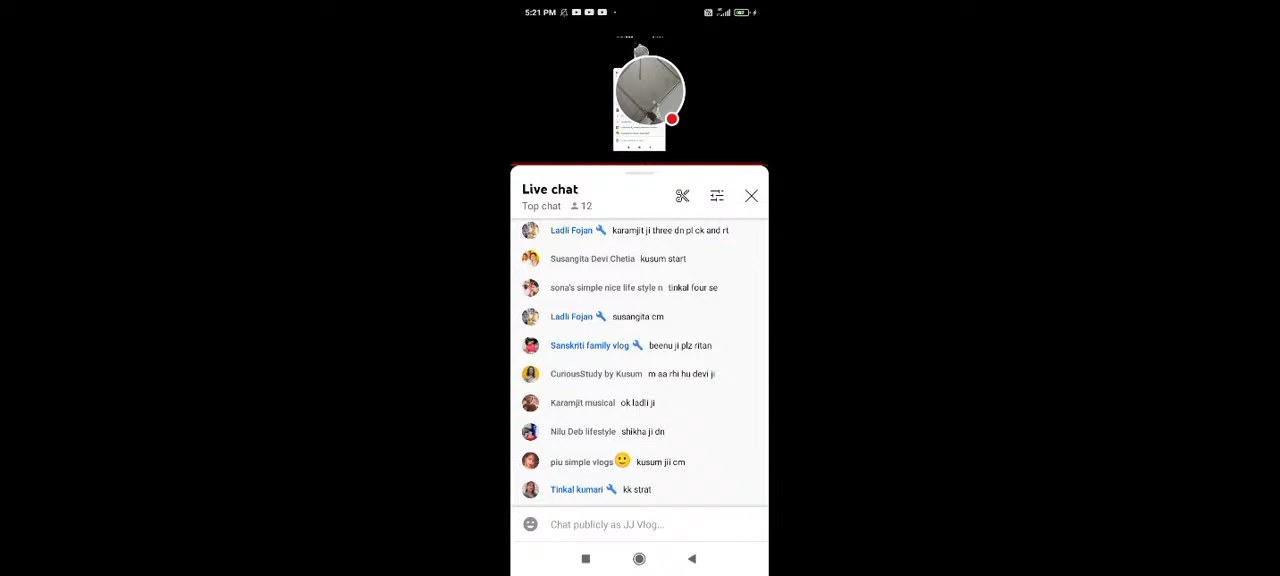 5:21 PM
Live chat
Top chat 12
Ladli Fojan karamjit ji three dn pl ck and rt
Susangita Devi Chetia kusum start
sona's simple nice life style n tinkal four se
Ladli Fojan susangita cm
Sanskriti family vlog beenu ji plz ritan
CuriousStudy by Kusum m aa rhi hu devi ji
Karamjit musical ok ladli ji
Nilu Deb lifestyle shikha ji dn
piu simple vlogs🙂 kusum jii cm
Tinkal kumari kk strat
Chat publicly as JJ Vlog...